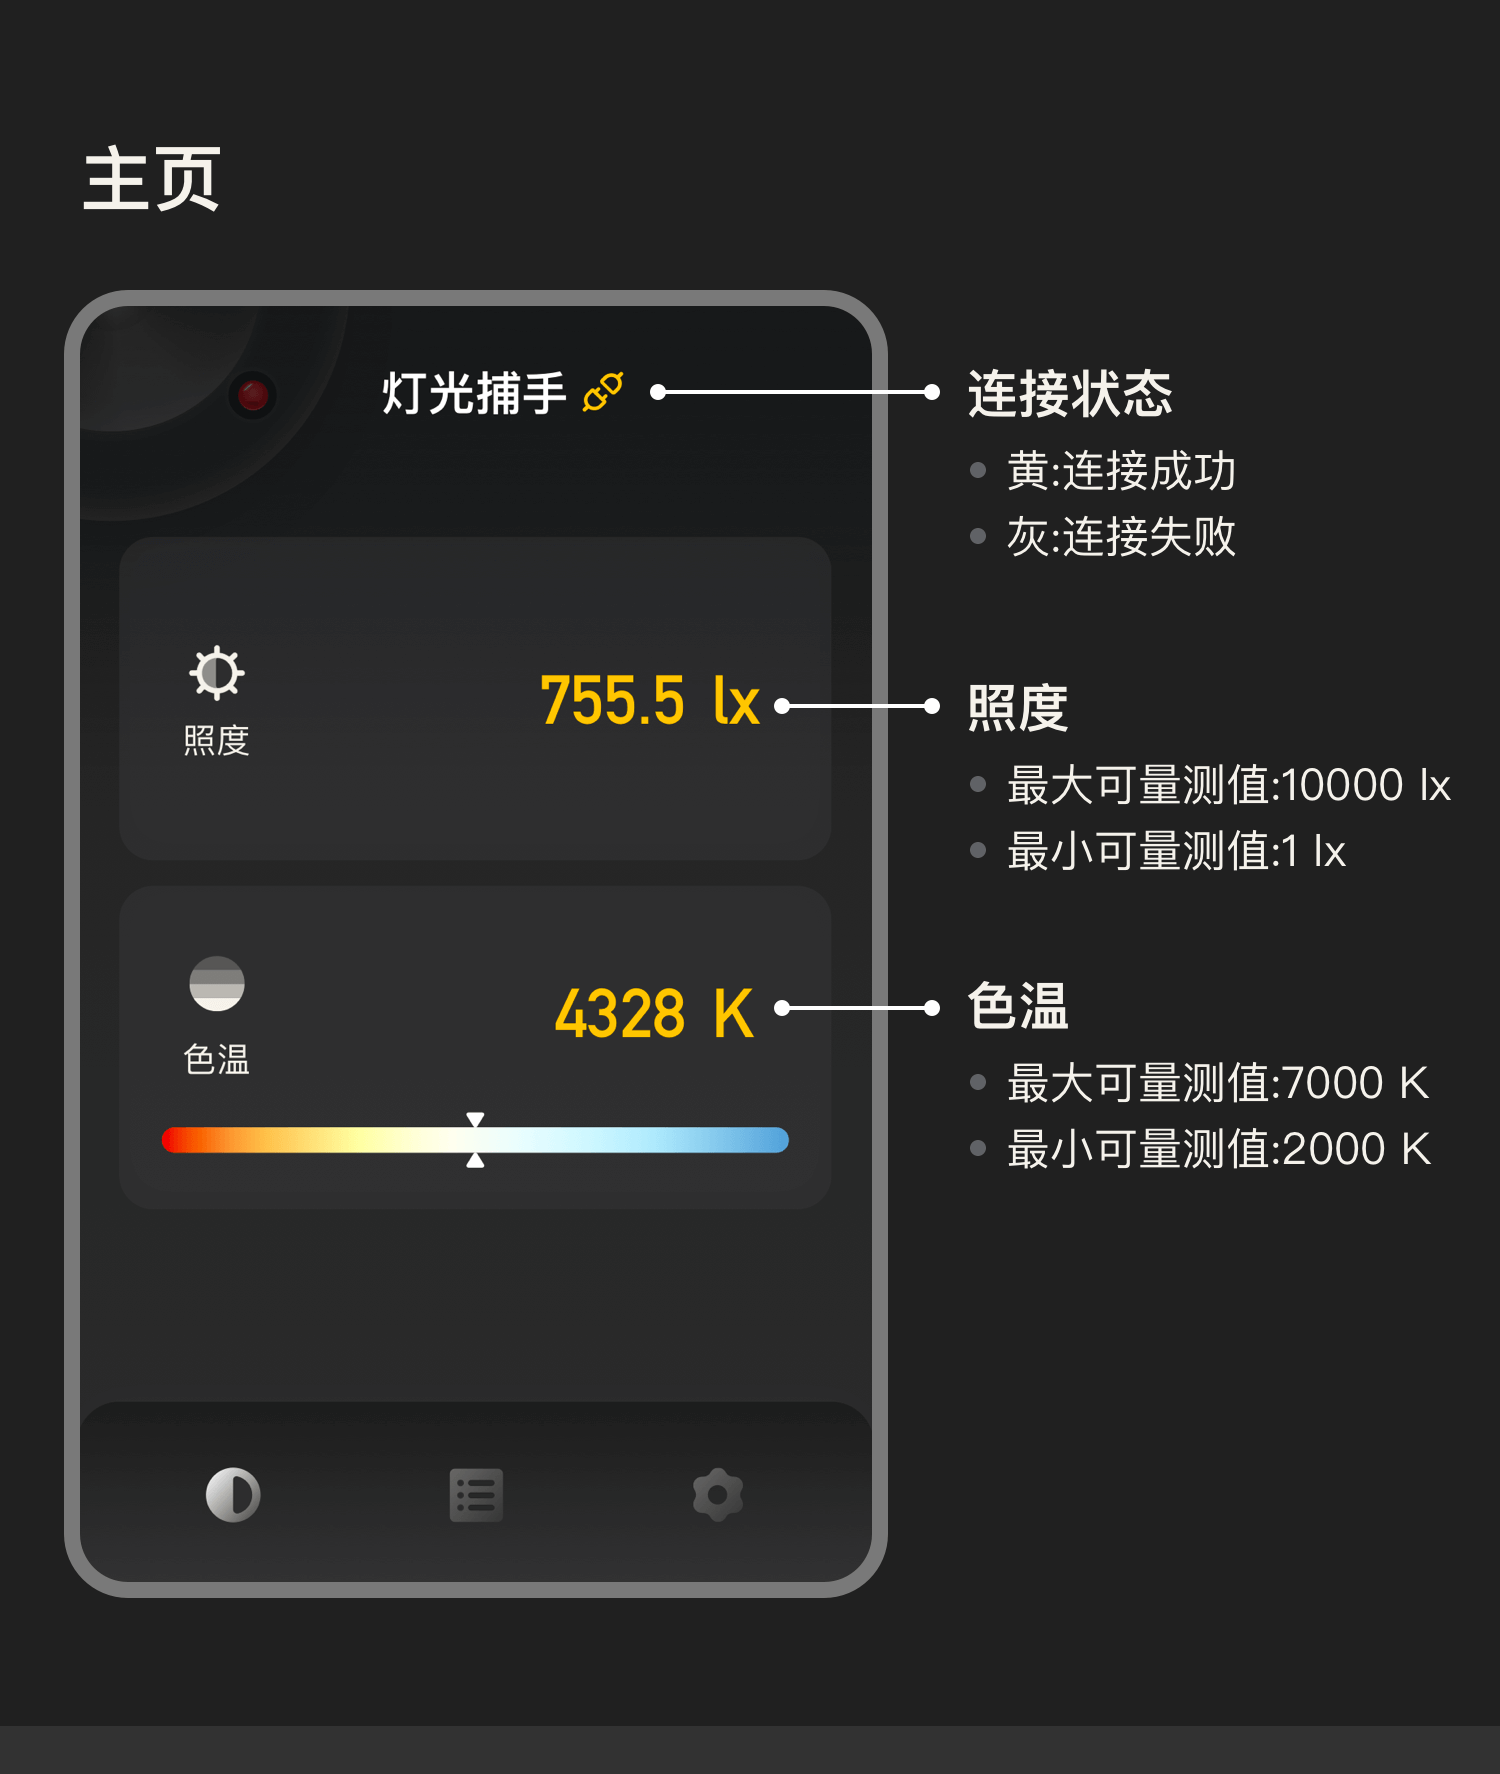 主页
灯光捕手
连接状态
黄:连接成功
灰:连接失败
照度
755.5 lx
照度
最大可量测值:10000 lx
最小可量测值:1 lx
色温
4328 K
色温
最大可量测值:7000 K
最小可量测值:2000 K